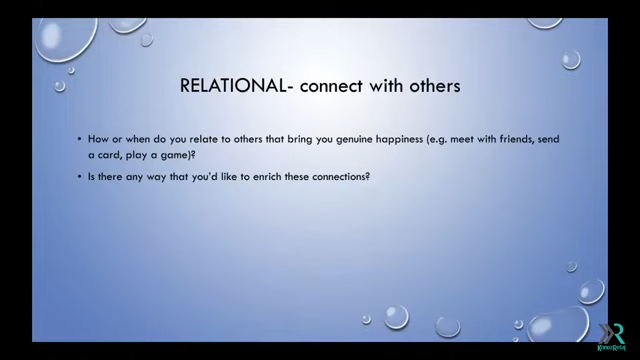 RELATIONAL- connect with others
• How or when do you relate to others that bring you genuine happiness (e.g. meet with friends, send
a card, play a game)?
• Is there any way that you'd like to enrich these connections?